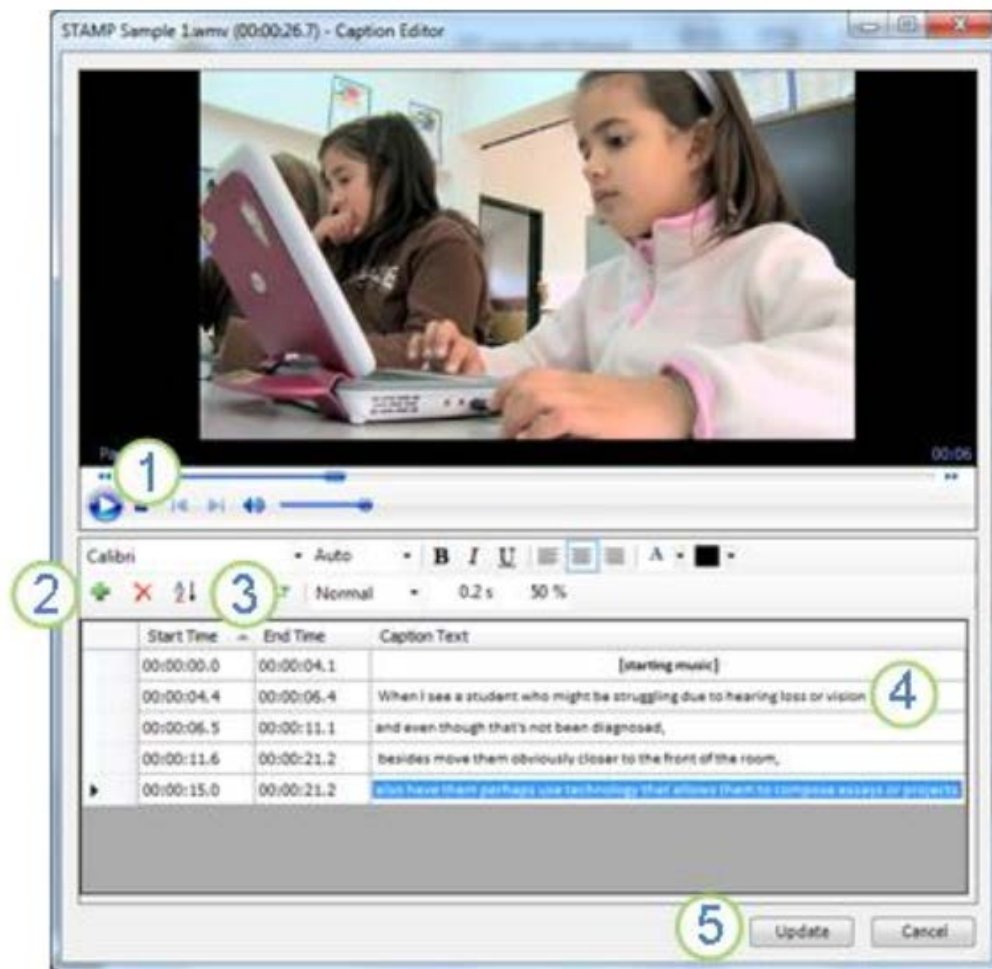 STAMP Sample 1.wmv (00:00:26.7) - Caption Editor
00:06
1
Calibri Auto B I U A
2 3 Normal 0.2 s 50 %
Start Time End Time Caption Text
00:00:00.0 00:00:04.1 [starting music]
00:00:04.4 00:00:06.4 When I see a student who might be struggling due to hearing loss or vision 4
00:00:06.5 00:00:11.1 and even though that's not been diagnosed,
00:00:11.6 00:00:21.2 besides move them obviously closer to the front of the room,
00:00:15.0 00:00:21.2 also have them perhaps use technology that allows them to compose essays or projects
5 Update Cancel